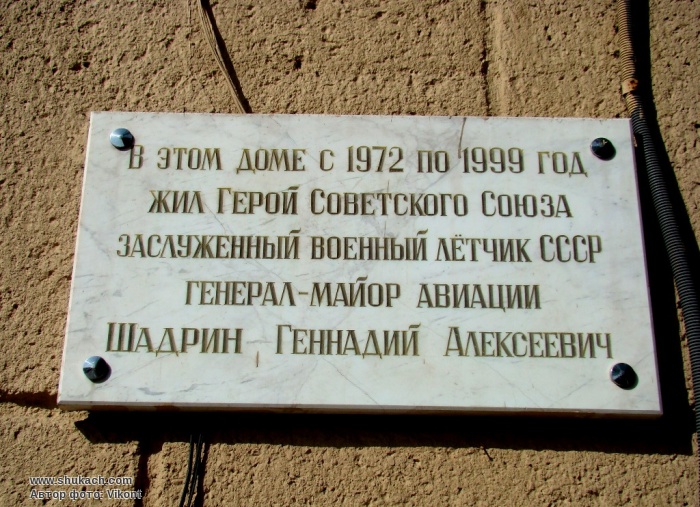 В ЭТОМ ДОМЕ С 1972 ПО 1999 ГОД
ЖИЛ ГЕРОЙ СОВЕТСКОГО СОЮЗА
ЗАСЛУЖЕННЫЙ ВОЕННЫЙ ЛЁТЧИК СССР
ГЕНЕРАЛ-МАЙОР АВИАЦИИ
ШАДРИН ГЕННАДИЙ АЛЕКСЕЕВИЧ
www.shukach.com
Автор фото: Vikont